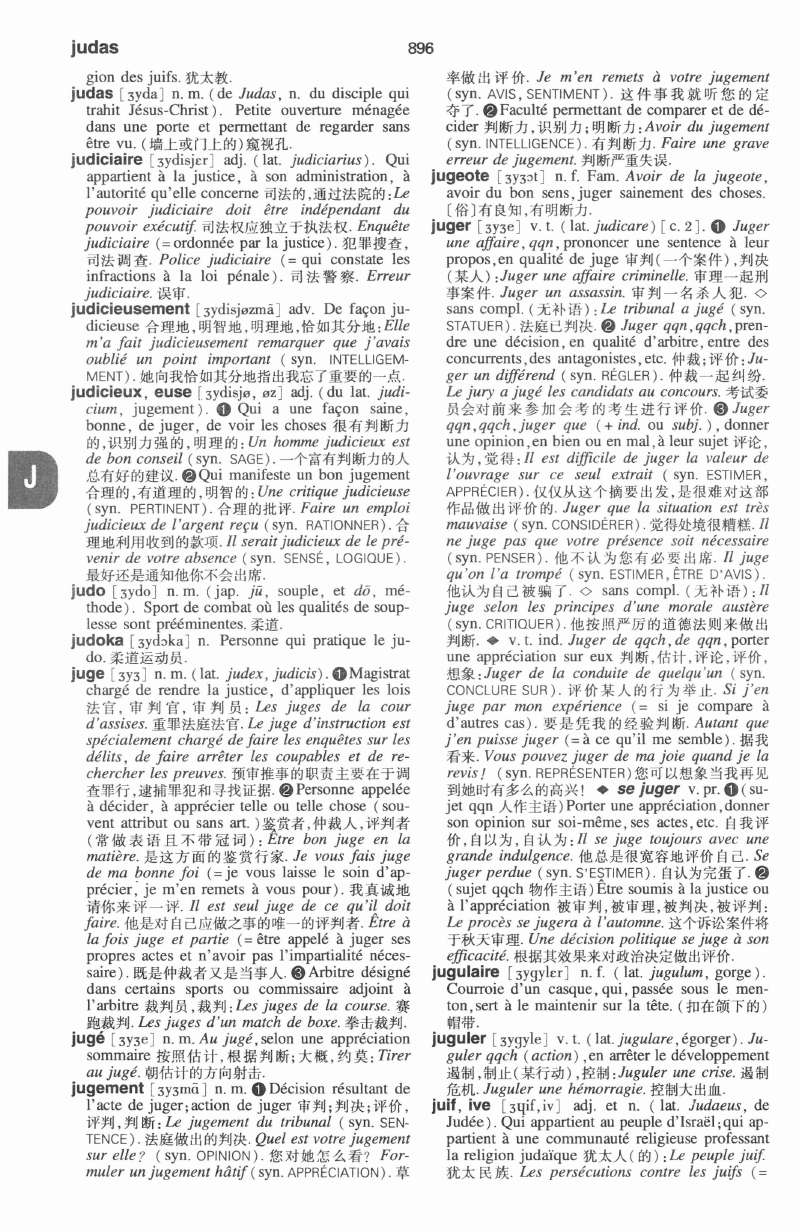 judas
896
gion des juifs. 犹太教.
judas [ʒyda] n. m. (de Judas, n. du disciple qui
trahit Jésus-Christ). Petite ouverture ménagée
dans une porte et permettant de regarder sans
être vu. (墙上或门上的)窥视孔.
judiciaire [ʒydisjɛr] adj. (lat. judiciarius). Qui
appartient à la justice, à son administration, à
l'autorité qu'elle concerne 司法的,通过法院的:Le
pouvoir judiciaire doit être indépendant du
pouvoir exécutif. 司法权应独立于执法权. Enquête
judiciaire (=ordonnée par la justice). 犯罪搜查,
司法调查. Police judiciaire (= qui constate les
infractions à la loi pénale). 司法警察. Erreur
judiciaire. 误审.
judicieusement [ʒydisjøzmɑ̃] adv. De façon ju-
dicieuse 合理地,明智地,明理地,恰如其分地:Elle
m'a fait judicieusement remarquer que j'avais
oublié un point important (syn. INTELLIGEM-
MENT). 她向我恰如其分地指出我忘了重要的一点.
judicieux, euse [ʒydisjø, øz] adj. (du lat. judi-
cium, jugement). ❶ Qui a une façon saine,
bonne, de juger, de voir les choses 很有判断力
的,识别力强的,明理的:Un homme judicieux est
de bon conseil (syn. SAGE). 一个富有判断力的人
总有好的建议. ❷Qui manifeste un bon jugement
合理的,有道理的,明智的:Une critique judicieuse
(syn. PERTINENT). 合理的批评. Faire un emploi
judicieux de l'argent reçu (syn. RATIONNER). 合
理地利用收到的款项. Il serait judicieux de le pré-
venir de votre absence (syn. SENSÉ, LOGIQUE).
最好还是通知他你不会出席.
judo [ʒydo] n. m. (jap. jū, souple, et dō, mé-
thode). Sport de combat où les qualités de soup-
lesse sont prééminentes. 柔道.
judoka [ʒydɔka] n. Personne qui pratique le ju-
do. 柔道运动员.
juge [ʒyʒ] n. m. (lat. judex, judicis). ❶Magistrat
chargé de rendre la justice, d'appliquer les lois
法官, 审判官, 审判员: Les juges de la cour
d'assises. 重罪法庭法官. Le juge d'instruction est
spécialement chargé de faire les enquêtes sur les
délits, de faire arrêter les coupables et de re-
chercher les preuves. 预审推事的职责主要在于调
查罪行,逮捕罪犯和寻找证据. ❷Personne appelée
à décider, à apprécier telle ou telle chose (sou-
vent attribut ou sans art.)鉴赏者,仲裁人,评判者
(常做表语且不带冠词): Être bon juge en la
matière. 是这方面的鉴赏行家. Je vous fais juge
de ma bonne foi (=je vous laisse le soin d'ap-
précier, je m'en remets à vous pour). 我真诚地
请你来评一评. Il est seul juge de ce qu'il doit
faire. 他是对自己应做之事的唯一的评判者. Être à
la fois juge et partie (= être appelé à juger ses
propres actes et n'avoir pas l'impartialité néces-
saire). 既是仲裁者又是当事人. ❸Arbitre désigné
dans certains sports ou commissaire adjoint à
l'arbitre 裁判员,裁判:Les juges de la course. 赛
跑裁判. Les juges d'un match de boxe. 拳击裁判.
jugé [ʒyʒe] n. m. Au jugé, selon une appréciation
sommaire 按照估计,根据判断;大概,约莫:Tirer
au jugé. 朝估计的方向射击.
jugement [ʒyʒmɑ̃] n. m. ❶Décision résultant de
l'acte de juger;action de juger 审判;判决;评价,
评判,判断: Le jugement du tribunal (syn. SEN-
TENCE). 法庭做出的判决. Quel est votre jugement
sur elle? (syn. OPINION). 您对她怎么看? For-
muler un jugement hâtif (syn. APPRÉCIATION). 草
率做出评价. Je m'en remets à votre jugement
(syn. AVIS, SENTIMENT). 这件事我就听您的定
夺了. ❷Faculté permettant de comparer et de dé-
cider 判断力,识别力;明断力:Avoir du jugement
(syn. INTELLIGENCE). 有判断力. Faire une grave
erreur de jugement. 判断严重失误.
jugeote [ʒyʒɔt] n. f. Fam. Avoir de la jugeote,
avoir du bon sens, juger sainement des choses.
〔俗〕有良知,有明断力.
juger [ʒyʒe] v. t. (lat. judicare) [c. 2]. ❶ Juger
une affaire, qqn, prononcer une sentence à leur
propos,en qualité de juge 审判(一个案件),判决
(某人):Juger une affaire criminelle. 审理一起刑
事案件. Juger un assassin. 审判一名杀人犯. ◇
sans compl. (无补语):Le tribunal a jugé (syn.
STATUER). 法庭已判决. ❷ Juger qqn,qqch,pren-
dre une décision, en qualité d'arbitre, entre des
concurrents,des antagonistes, etc. 仲裁;评价:Ju-
ger un différend (syn. RÉGLER). 仲裁一起纠纷.
Le jury a jugé les candidats au concours. 考试委
员会对前来参加会考的考生进行评价. ❸ Juger
qqn,qqch,juger que (+ ind. ou subj.), donner
une opinion,en bien ou en mal,à leur sujet 评论,
认为,觉得:Il est difficile de juger la valeur de
l'ouvrage sur ce seul extrait (syn. ESTIMER,
APPRÉCIER). 仅仅从这个摘要出发,是很难对这部
作品做出评价的. Juger que la situation est très
mauvaise (syn. CONSIDÉRER). 觉得处境很糟糕. Il
ne juge pas que votre présence soit nécessaire
(syn. PENSER). 他不认为您有必要出席. Il juge
qu'on l'a trompé (syn. ESTIMER,ÊTRE D'AVIS).
他认为自己被骗了. ◇ sans compl. (无补语):Il
juge selon les principes d'une morale austère
(syn. CRITIQUER). 他按照严厉的道德法则来做出
判断. ◆ v. t. ind. Juger de qqch, de qqn, porter
une appréciation sur eux 判断,估计,评论,评价,
想象:Juger de la conduite de quelqu'un (syn.
CONCLURE SUR). 评价某人的行为举止. Si j'en
juge par mon expérience (= si je compare à
d'autres cas). 要是凭我的经验判断. Autant que
j'en puisse juger (=à ce qu'il me semble). 据我
看来. Vous pouvez juger de ma joie quand je la
revis! (syn. REPRÉSENTER)您可以想象当我再见
到她时有多么的高兴! ◆ se juger v. pr. ❶(su-
jet qqn 人作主语)Porter une appréciation,donner
son opinion sur soi-même, ses actes, etc. 自我评
价,自以为,自认为:Il se juge toujours avec une
grande indulgence. 他总是很宽容地评价自己. Se
juger perdue (syn. S'ESTIMER). 自认为完蛋了. ❷
(sujet qqch 物作主语)Être soumis à la justice ou
à l'appréciation 被审判,被审理,被判决,被评判:
Le procès se jugera à l'automne. 这个诉讼案件将
于秋天审理. Une décision politique se juge à son
efficacité. 根据其效果来对政治决定做出评价.
jugulaire [ʒygylɛr] n. f. (lat. jugulum, gorge).
Courroie d'un casque, qui, passée sous le men-
ton,sert à le maintenir sur la tête. (扣在颌下的)
帽带.
juguler [ʒygyle] v. t. (lat. jugulare, égorger). Ju-
guler qqch (action),en arrêter le développement
遏制,制止(某行动),控制:Juguler une crise. 遏制
危机. Juguler une hémorragie. 控制大出血.
juif, ive [ʒɥif,iv] adj. et n. (lat. Judaeus, de
Judée). Qui appartient au peuple d'Israël;qui ap-
partient à une communauté religieuse professant
la religion judaïque 犹太人(的):Le peuple juif.
犹太民族. Les persécutions contre les juifs (=
J